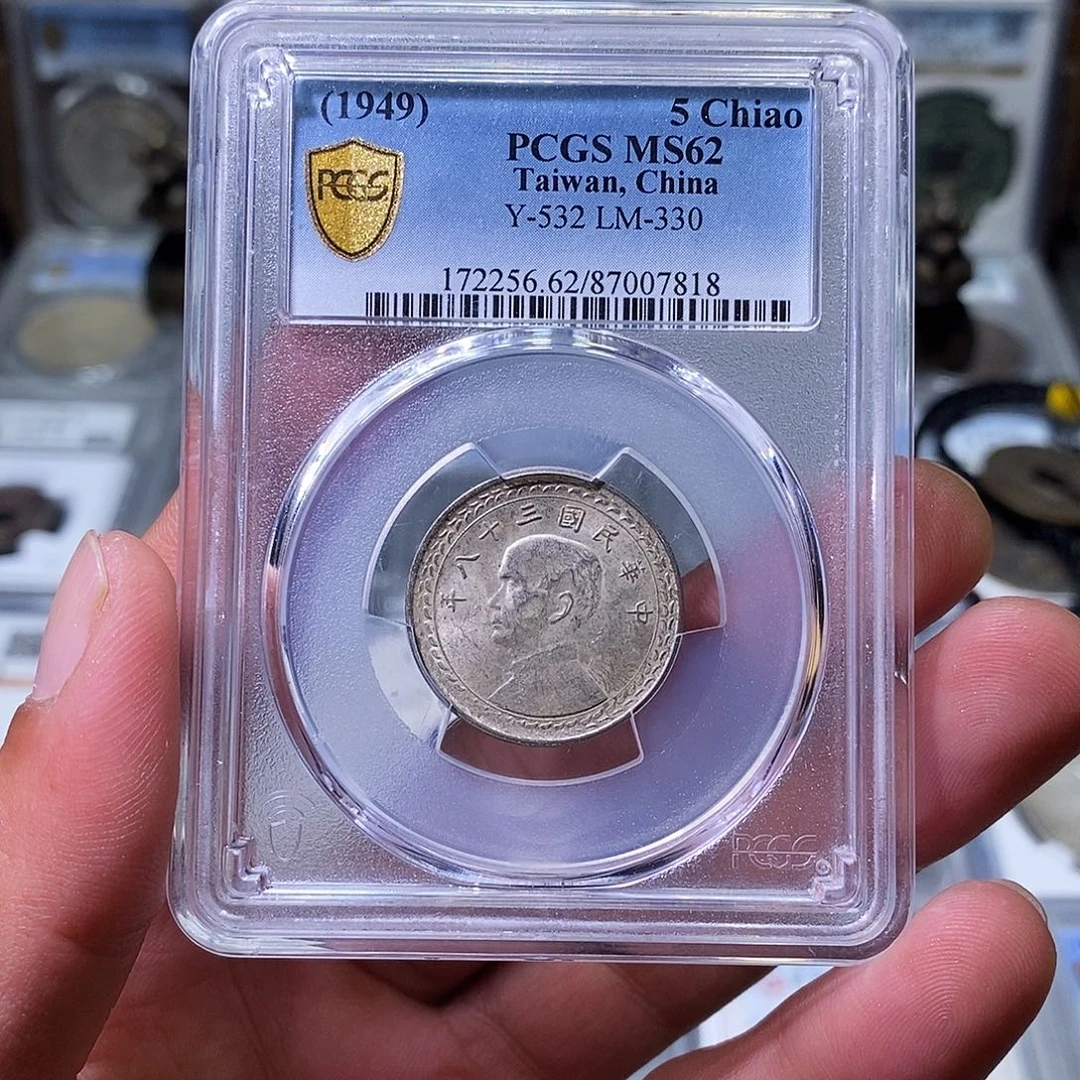 (1949) 5 Chiao
PCGS MS62
PCGS
Taiwan, China
Y-532 LM-330
172256.62/87007818
中華民國三十八年
PCGS